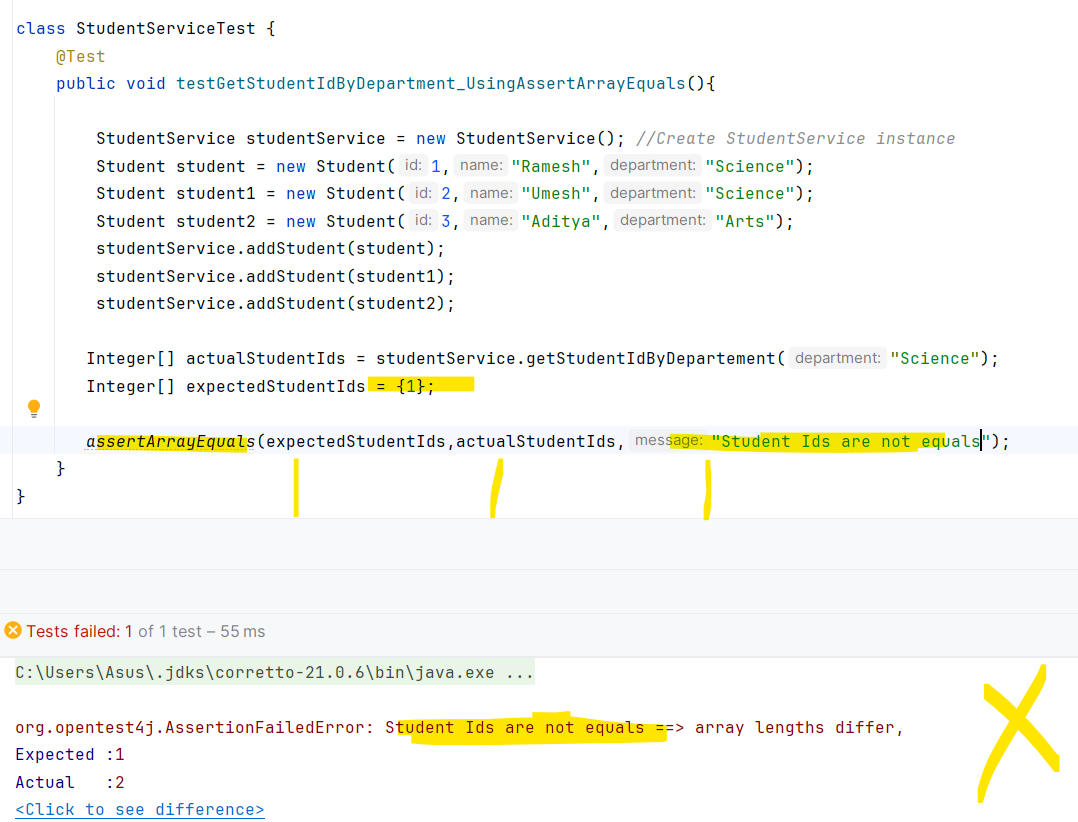 class StudentServiceTest {
@Test
public void testGetStudentIdByDepartment_UsingAssertArrayEquals(){
StudentService studentService = new StudentService(); //Create StudentService instance
Student student = new Student( id: 1, name: "Ramesh", department: "Science");
Student student1 = new Student( id: 2, name: "Umesh", department: "Science");
Student student2 = new Student( id: 3, name: "Aditya", department: "Arts");
studentService.addStudent(student);
studentService.addStudent(student1);
studentService.addStudent(student2);
Integer[] actualStudentIds = studentService.getStudentIdByDepartement( department: "Science");
Integer[] expectedStudentIds = {1};
assertArrayEquals(expectedStudentIds,actualStudentIds, message: "Student Ids are not equals");
}
}
Tests failed: 1 of 1 test – 55 ms
C:\Users\Asus\.jdks\corretto-21.0.6\bin\java.exe ...
org.opentest4j.AssertionFailedError: Student Ids are not equals ==> array lengths differ,
Expected :1
Actual   :2
<Click to see difference>